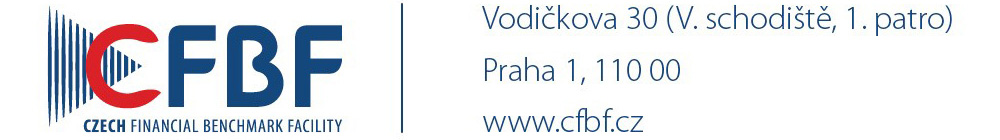 CFBF
CZECH FINANCIAL BENCHMARK FACILITY
Vodičkova 30 (V. schodiště, 1. patro)
Praha 1, 110 00
www.cfbf.cz